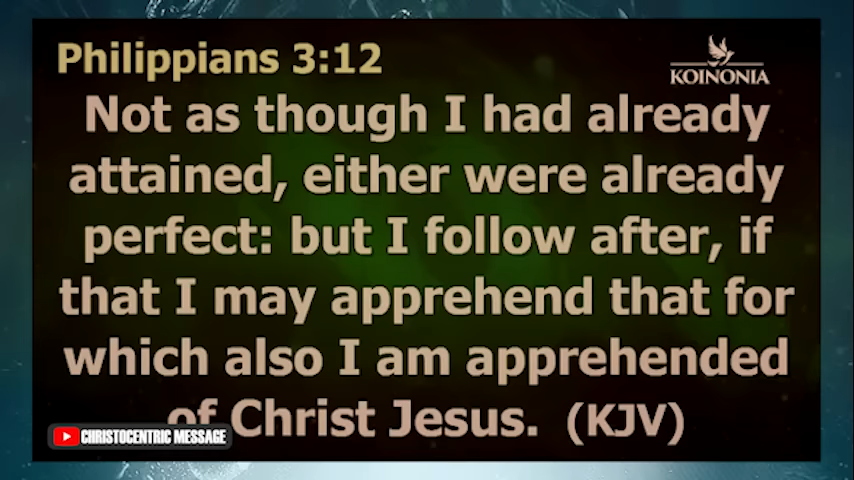 Philippians 3:12
KOINONIA
Not as though I had already
attained, either were already
perfect: but I follow after, if
that I may apprehend that for
which also I am apprehended
of Christ Jesus. (KJV)
CHRISTOCENTRIC MESSAGE